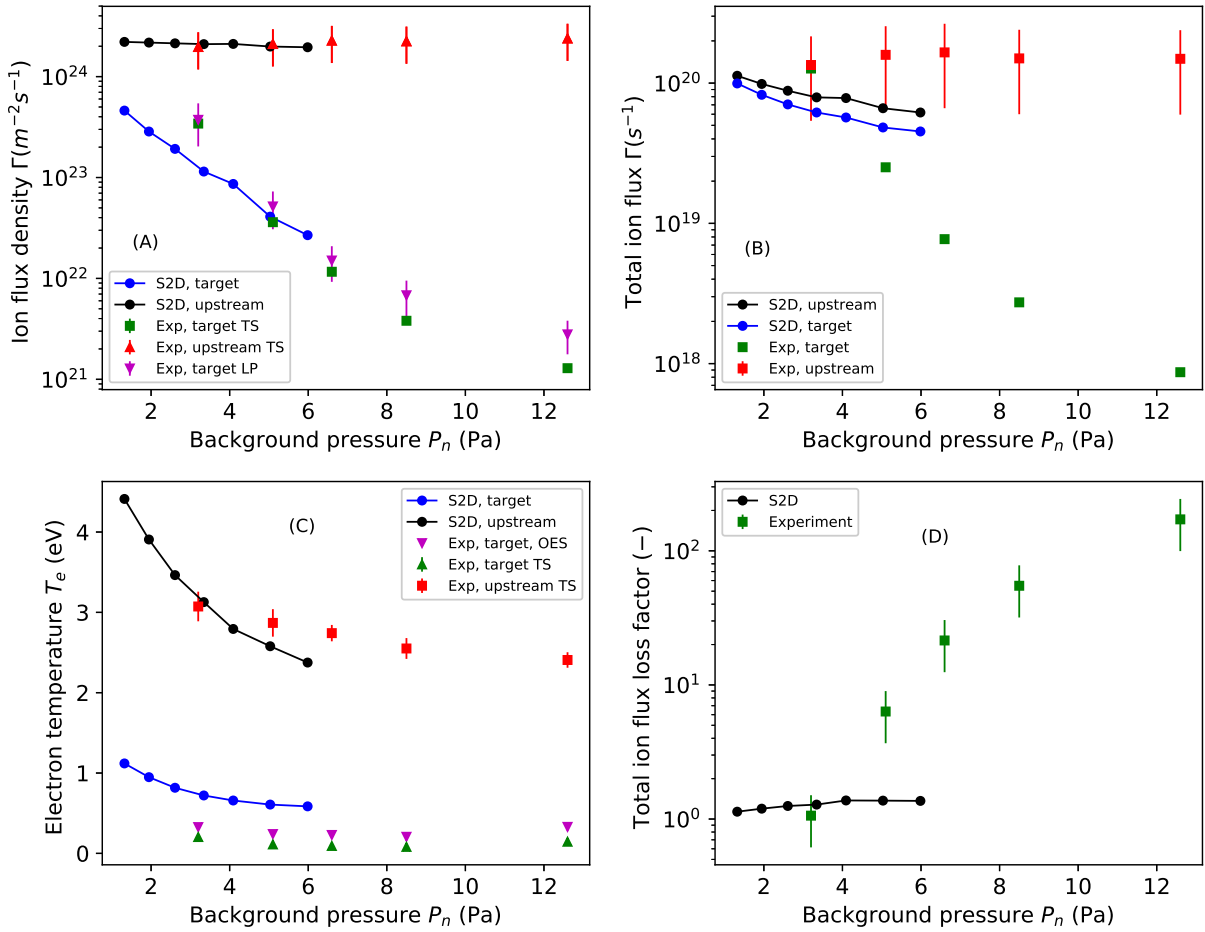 Ion flux density Γ(m⁻²s⁻¹)
10²⁴
10²³
10²²
10²¹
(A)
S2D, target
S2D, upstream
Exp, target TS
Exp, upstream TS
Exp, target LP
2 4 6 8 10 12
Background pressure Pₙ (Pa)
Total ion flux Γ(s⁻¹)
10²⁰
10¹⁹
10¹⁸
(B)
S2D, upstream
S2D, target
Exp, target
Exp, upstream
2 4 6 8 10 12
Background pressure Pₙ (Pa)
Electron temperature Tₑ (eV)
4
3
2
1
0
(C)
S2D, target
S2D, upstream
Exp, target, OES
Exp, target TS
Exp, upstream TS
2 4 6 8 10 12
Background pressure Pₙ (Pa)
Total ion flux loss factor (−)
10²
10¹
10⁰
S2D
Experiment
(D)
2 4 6 8 10 12
Background pressure Pₙ (Pa)